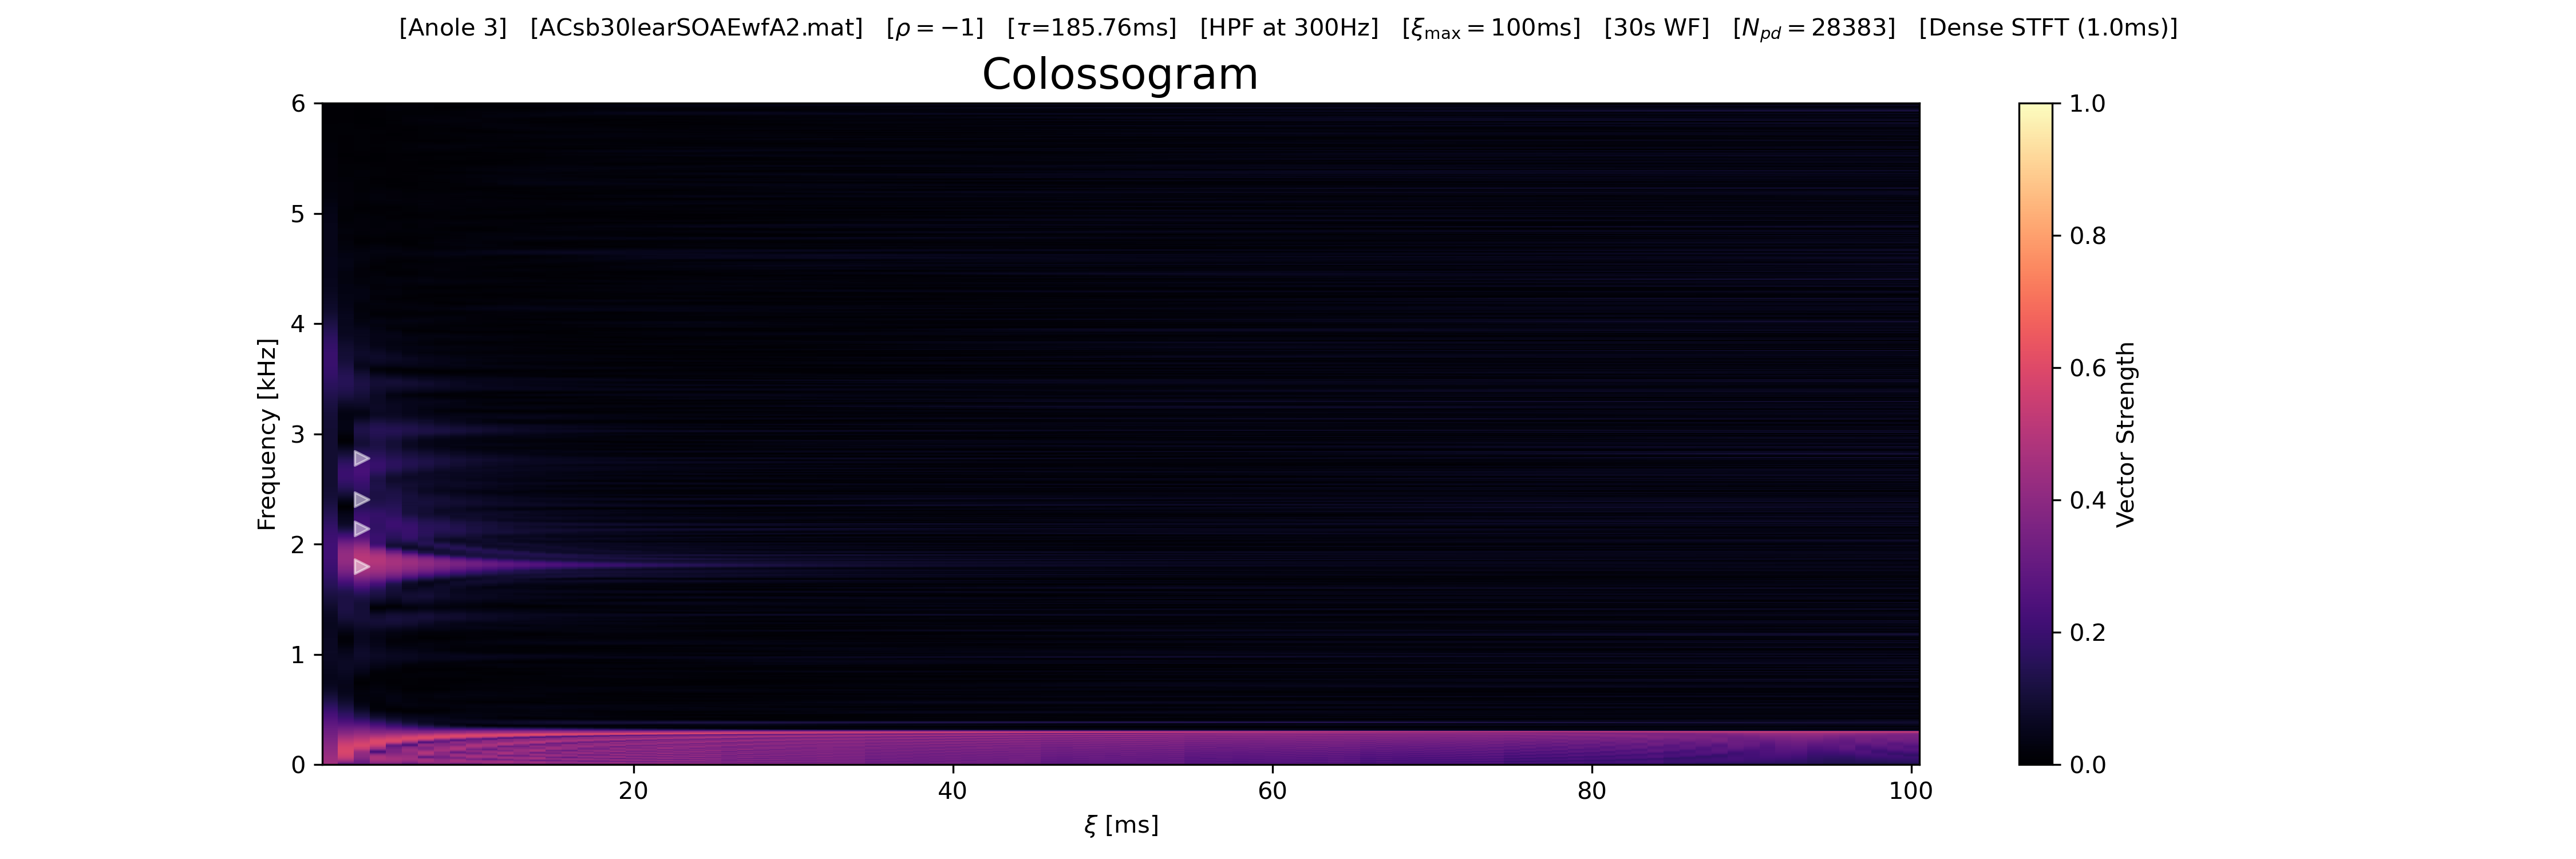 [Anole 3] [ACsb30learSOAEwfA2.mat] [ρ = −1] [τ=185.76ms] [HPF at 300Hz] [ξmax = 100ms] [30s WF] [Npd = 28383] [Dense STFT (1.0ms)]
Colossogram
6
5
4
3
2
1
0
Frequency [kHz]
20 40 60 80 100
ξ [ms]
1.0
0.8
0.6
0.4
0.2
0.0
Vector Strength